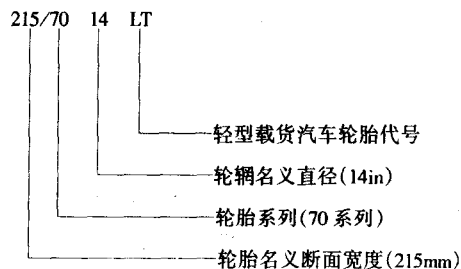 215/70 14 LT
轻型载货汽车轮胎代号
轮辋名义直径(14in)
轮胎系列(70系列)
轮胎名义断面宽度(215mm)